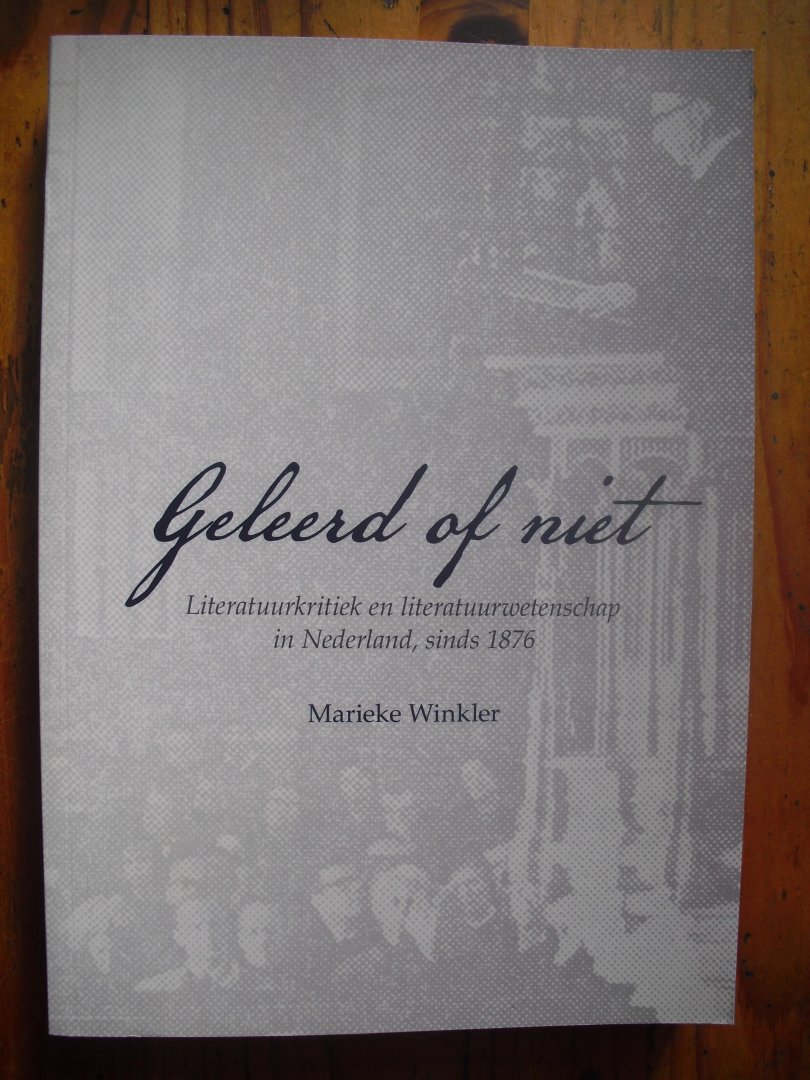 Geleerd of niet
Literatuurkritiek en literatuurwetenschap
in Nederland, sinds 1876
Marieke Winkler